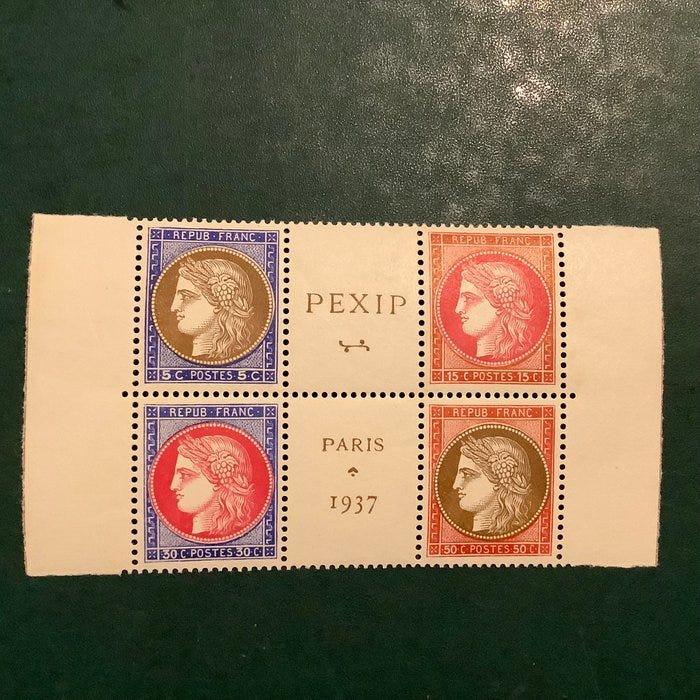 · REPUB · FRANC ·
5 C · POSTES · 5 C ·
PEXIP
· REPUB · FRANC ·
15 C · POSTES · 15 C ·
· REPUB · FRANC ·
30 C · POSTES · 30 C ·
PARIS
1937
· REPUB · FRANC ·
50 C · POSTES · 50 C ·